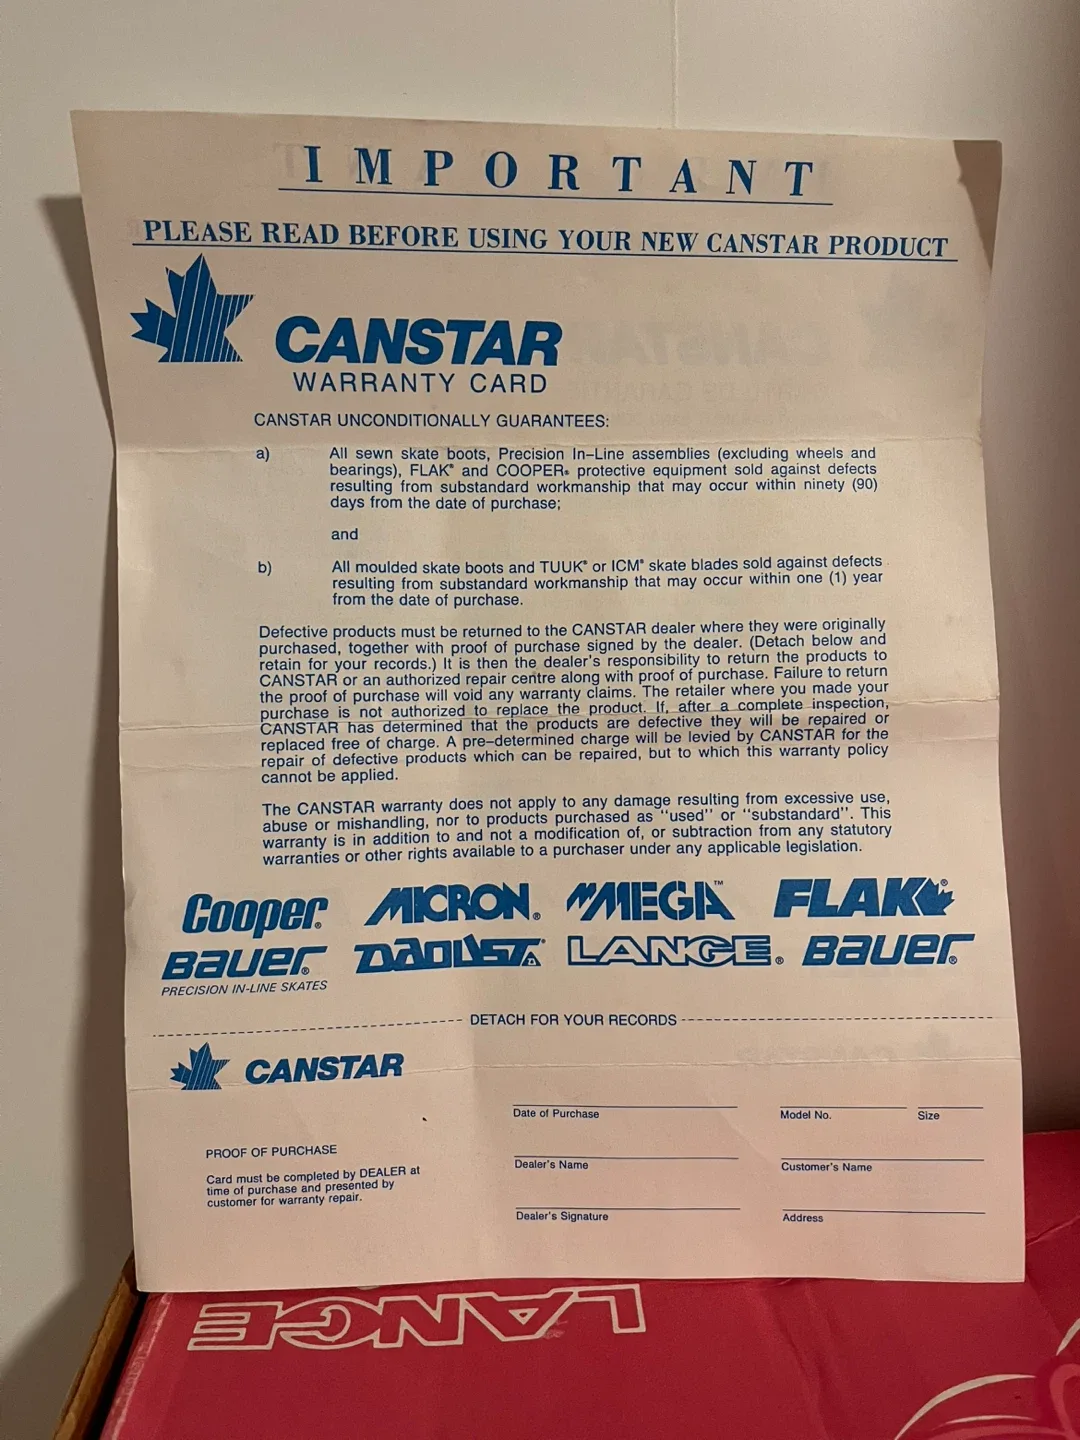 IMPORTANT
PLEASE READ BEFORE USING YOUR NEW CANSTAR PRODUCT
CANSTAR
WARRANTY CARD
CANSTAR UNCONDITIONALLY GUARANTEES:
a) All sewn skate boots, Precision In–Line assemblies (excluding wheels and
bearings), FLAK® and COOPER® protective equipment sold against defects
resulting from substandard workmanship that may occur within ninety (90)
days from the date of purchase;
and
b) All moulded skate boots and TUUK® or ICM® skate blades sold against defects
resulting from substandard workmanship that may occur within one (1) year
from the date of purchase.
Defective products must be returned to the CANSTAR dealer where they were originally
purchased, together with proof of purchase signed by the dealer. (Detach below and
retain for your records.) It is then the dealer's responsibility to return the products to
CANSTAR or an authorized repair centre along with proof of purchase. Failure to return
the proof of purchase will void any warranty claims. The retailer where you made your
purchase is not authorized to replace the product. If, after a complete inspection,
CANSTAR has determined that the products are defective they will be repaired or
replaced free of charge. A pre–determined charge will be levied by CANSTAR for the
repair of defective products which can be repaired, but to which this warranty policy
cannot be applied.
The CANSTAR warranty does not apply to any damage resulting from excessive use,
abuse or mishandling, nor to products purchased as "used" or "substandard". This
warranty is in addition to and not a modification of, or subtraction from any statutory
warranties or other rights available to a purchaser under any applicable legislation.
Cooper® MICRON® MEGA™ FLAK®
BAUER® DAOUST® LANGE® BAUER®
PRECISION IN-LINE SKATES
DETACH FOR YOUR RECORDS
CANSTAR
Date of Purchase Model No. Size
PROOF OF PURCHASE
Card must be completed by DEALER at
time of purchase and presented by
customer for warranty repair.
Dealer's Name Customer's Name
Dealer's Signature Address
LANGE